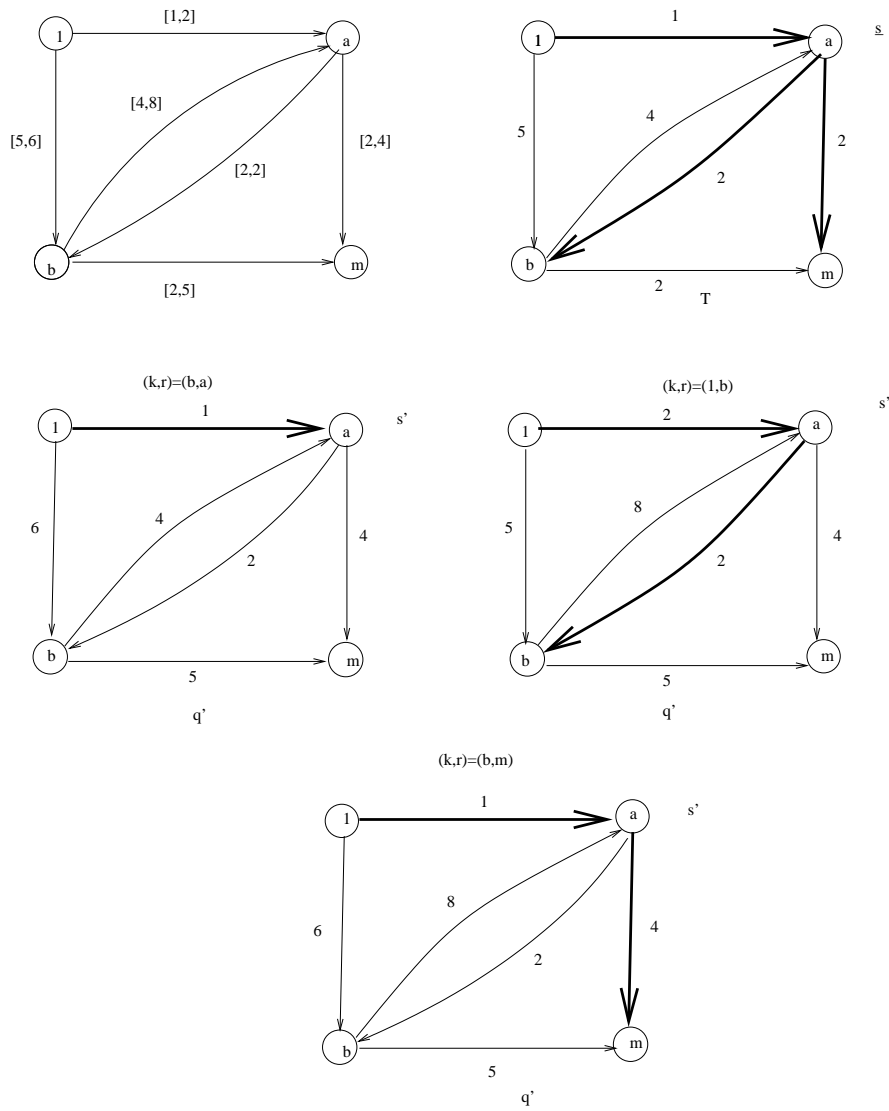 [1,2]
1
a
[4,8]
[5,6]
[2,4]
[2,2]
b
m
[2,5]
1
1
a
s
4
5
2
2
b
m
2
T
(k,r)=(b,a)
1
1
a
s'
4
6
4
2
b
m
5
q'
(k,r)=(1,b)
2
1
a
s'
8
5
4
2
b
m
5
q'
(k,r)=(b,m)
1
1
a
s'
8
6
4
2
b
m
5
q'